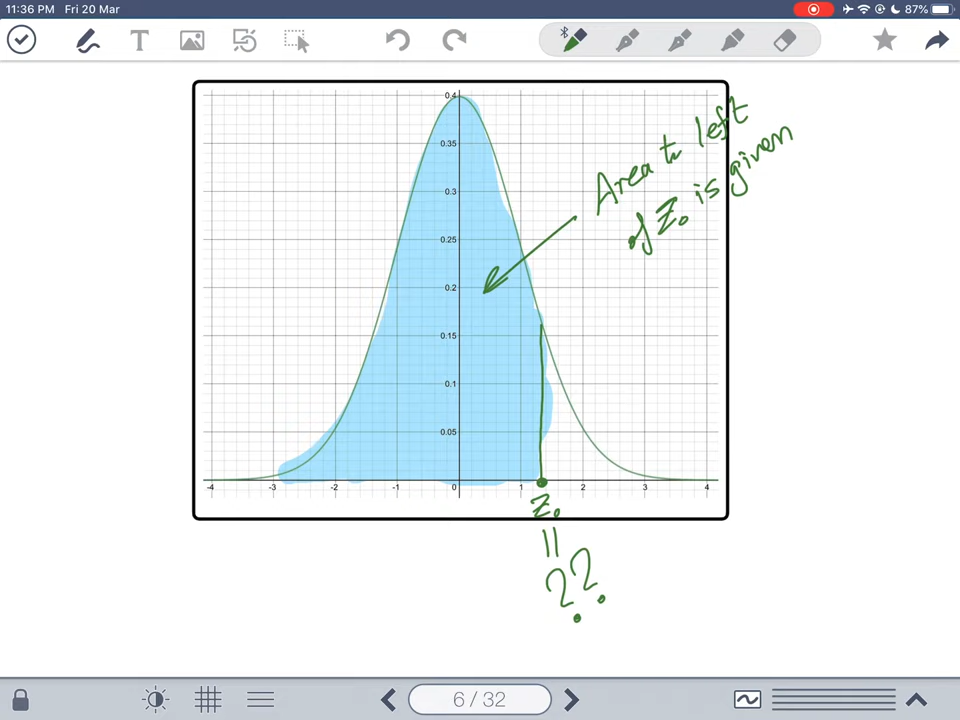 11:36 PM Fri 20 Mar
87%
T
0.4
0.35
0.3
0.25
0.2
0.15
0.1
0.05
-4 -3 -2 -1 0 1 2 3 4
Area to left
of Z₀ is given
Z₀
=
??
6 / 32